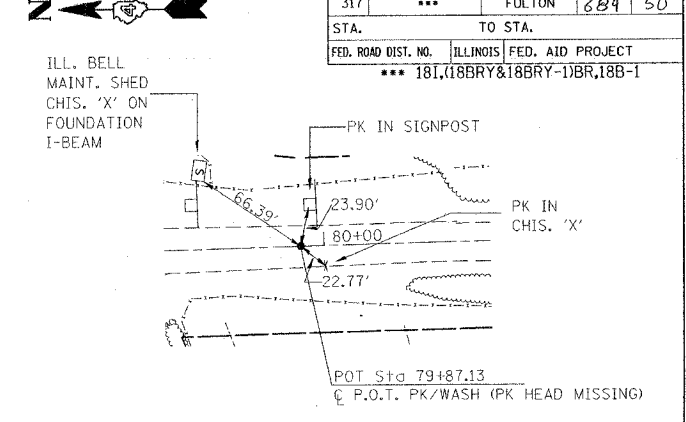 317 *** FULTON 684 50
STA. TO STA.
FED. ROAD DIST. NO. ILLINOIS FED. AID PROJECT
*** 18I,(18BRY&18BRY-1)BR,18B-1
N
ILL. BELL
MAINT. SHED
CHIS. 'X' ON
FOUNDATION
I-BEAM
PK IN SIGNPOST
S
66.39'
23.90'
80+00
PK IN
CHIS. 'X'
22.77'
POT Sta 79+87.13
℄ P.O.T. PK/WASH (PK HEAD MISSING)